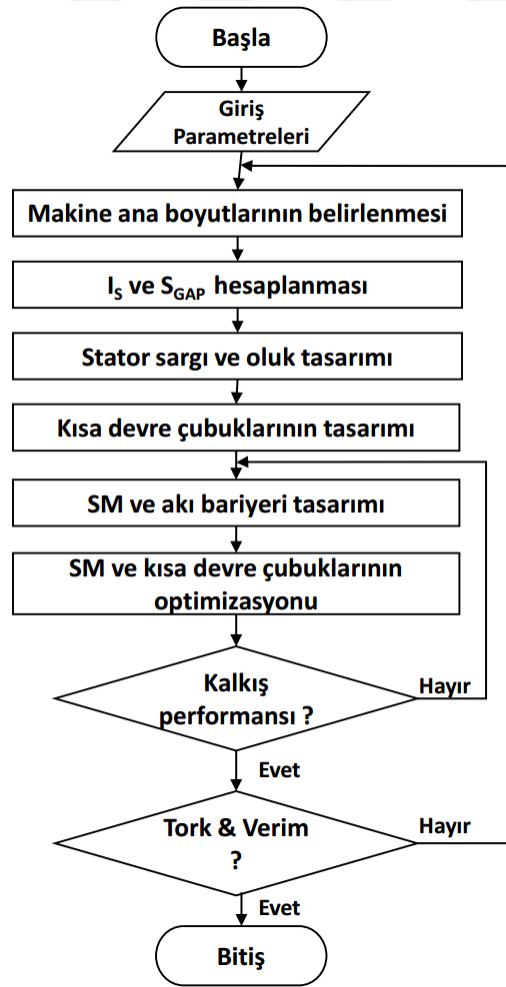 Başla
Giriş
Parametreleri
Makine ana boyutlarının belirlenmesi
I_S ve S_GAP hesaplanması
Stator sargı ve oluk tasarımı
Kısa devre çubuklarının tasarımı
SM ve akı bariyeri tasarımı
SM ve kısa devre çubuklarının
optimizasyonu
Kalkış
performansı ?
Hayır
Evet
Tork & Verim
?
Hayır
Evet
Bitiş